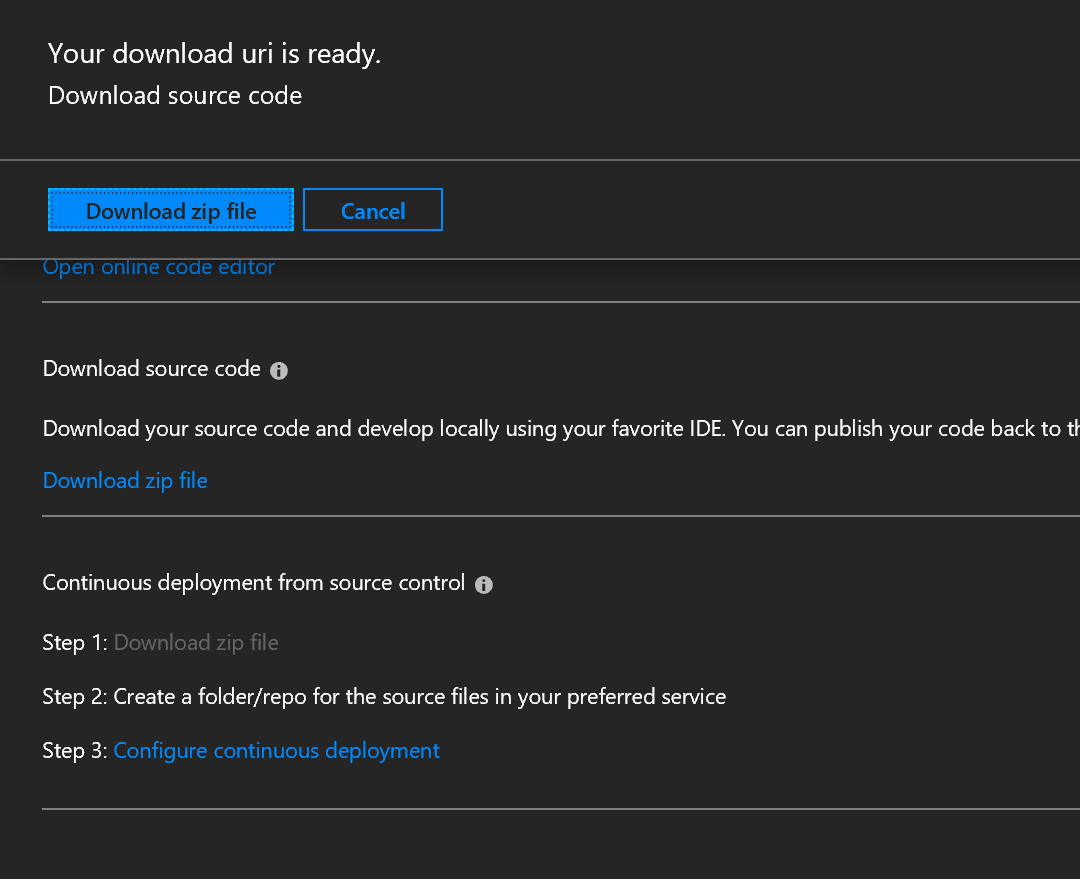 Your download uri is ready.
Download source code
Download zip file
Cancel
Open online code editor
Download source code
Download your source code and develop locally using your favorite IDE. You can publish your code back to
Download zip file
Continuous deployment from source control
Step 1: Download zip file
Step 2: Create a folder/repo for the source files in your preferred service
Step 3: Configure continuous deployment